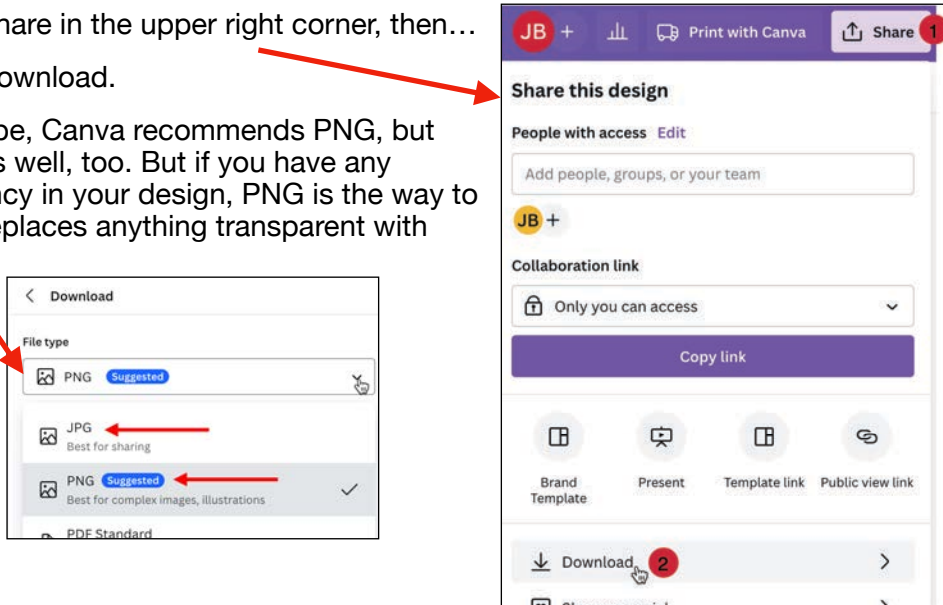 hare in the upper right corner, then…
ownload.
pe, Canva recommends PNG, but
s well, too. But if you have any
ncy in your design, PNG is the way to
eplaces anything transparent with
Download
File type
PNG Suggested
JPG
Best for sharing
PNG Suggested
Best for complex images, illustrations
PDF Standard
JB + Print with Canva Share 1
Share this design
People with access Edit
Add people, groups, or your team
JB +
Collaboration link
Only you can access
Copy link
Brand Template
Present
Template link
Public view link
Download 2